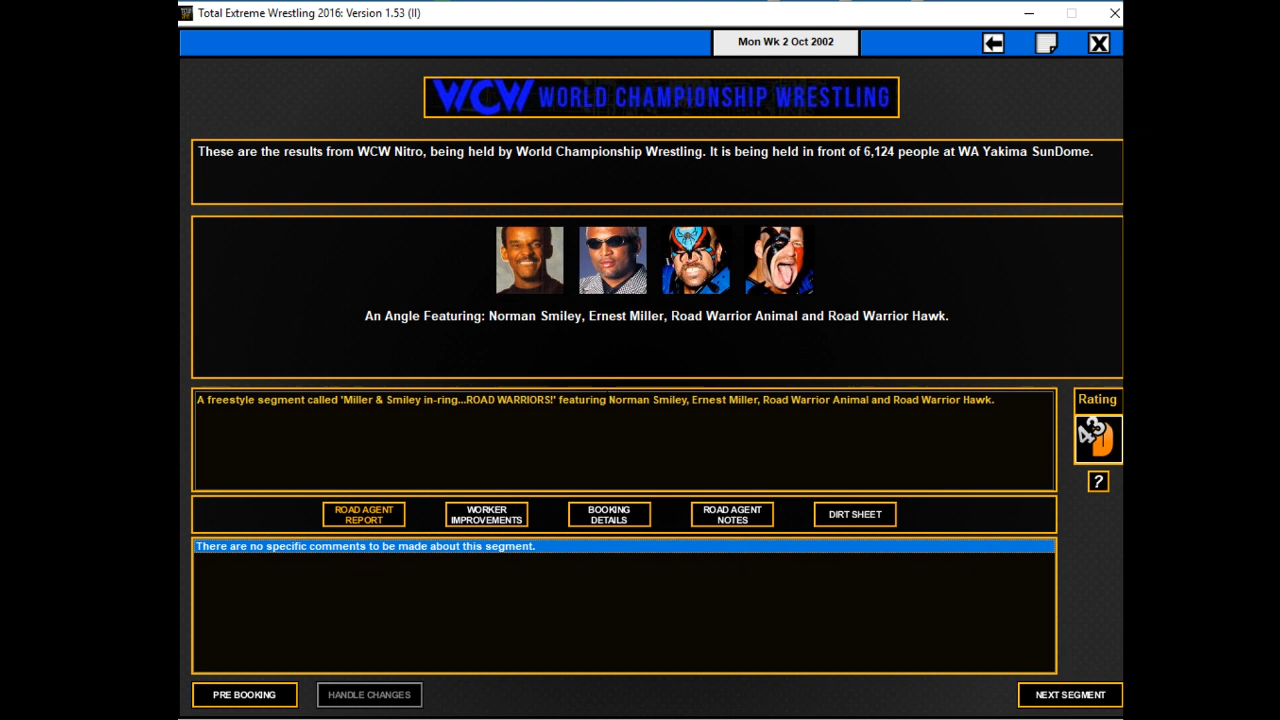 Total Extreme Wrestling 2016: Version 1.53 (II)
Mon Wk 2 Oct 2002
WCW WORLD CHAMPIONSHIP WRESTLING
These are the results from WCW Nitro, being held by World Championship Wrestling. It is being held in front of 6,124 people at WA Yakima SunDome.
An Angle Featuring: Norman Smiley, Ernest Miller, Road Warrior Animal and Road Warrior Hawk.
A freestyle segment called 'Miller & Smiley in-ring...ROAD WARRIORS!' featuring Norman Smiley, Ernest Miller, Road Warrior Animal and Road Warrior Hawk.
Rating
43 D
?
ROAD AGENT REPORT
WORKER IMPROVEMENTS
BOOKING DETAILS
ROAD AGENT NOTES
DIRT SHEET
There are no specific comments to be made about this segment.
PRE BOOKING
HANDLE CHANGES
NEXT SEGMENT